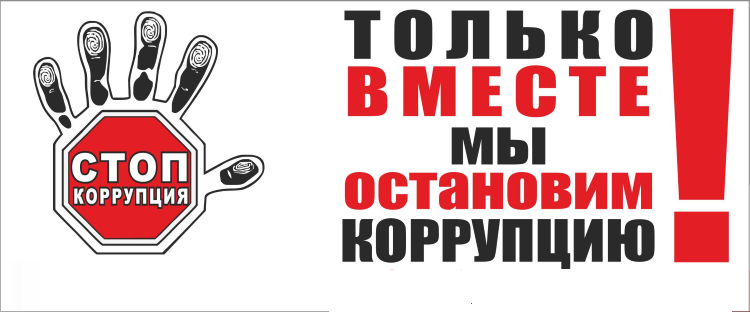 СТОП
КОРРУПЦИЯ
ТОЛЬКО
ВМЕСТЕ
МЫ
ОСТАНОВИМ
КОРРУПЦИЮ!